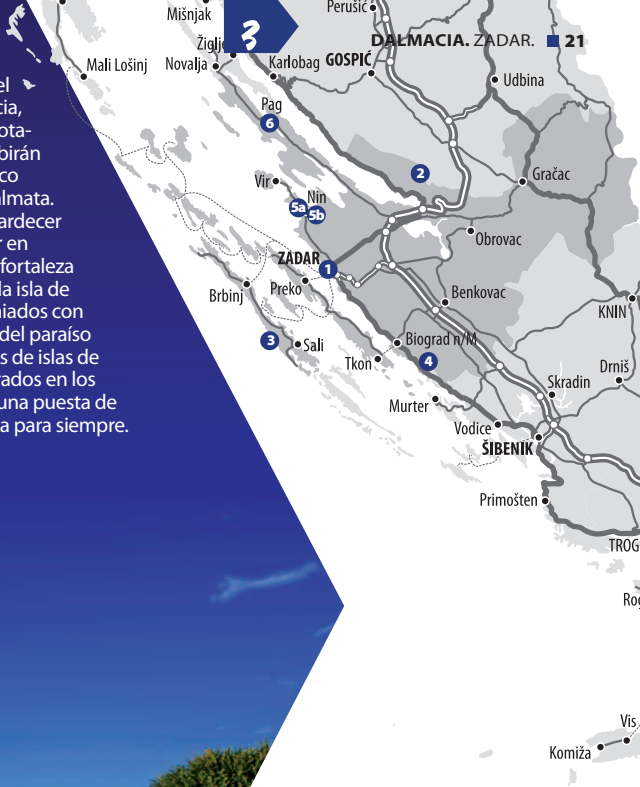 3
DALMACIA. ZADAR. 21
el
cia,
ota-
birán
co
almata.
ardecer
r en
fortaleza
la isla de
niados con
del paraíso
s de islas de
rados en los
una puesta de
a para siempre.
Mišnjak
Perušić
Mali Lošinj
Novalja
Karlobag
GOSPIĆ
Udbina
Pag
6
2
Gračac
Vir
Nin
5a
5b
Obrovac
ZADAR
1
Brbinj
Preko
Benkovac
KNIN
3
Sali
Biograd n/M
4
Tkon
Drniš
Skradin
Murter
Vodice
ŠIBENIK
Primošten
TROG
Rog
Vis
Komiža